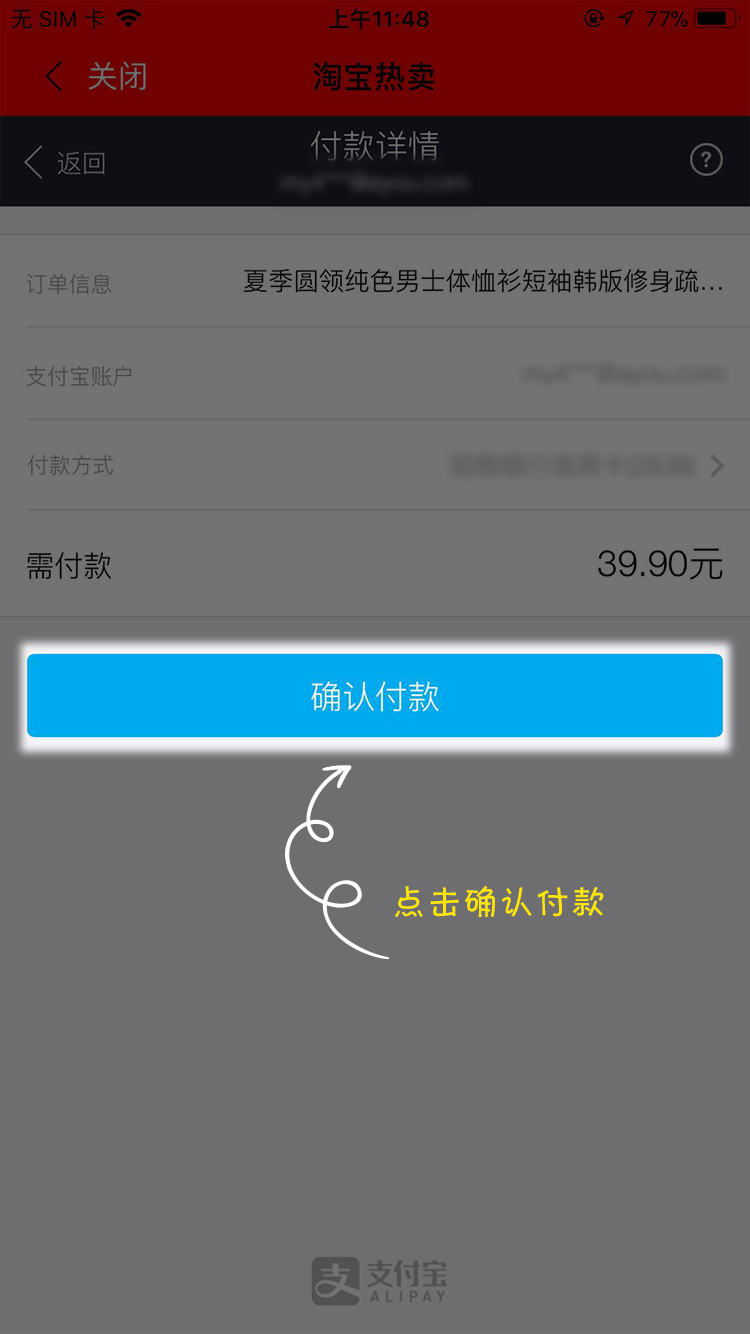 无 SIM 卡 上午11:48 77%
关闭 淘宝热卖
返回 付款详情 ?
订单信息 夏季圆领纯色男士体恤衫短袖韩版修身疏...
支付宝账户
付款方式
需付款 39.90元
确认付款
点击确认付款
支 支付宝
ALIPAY